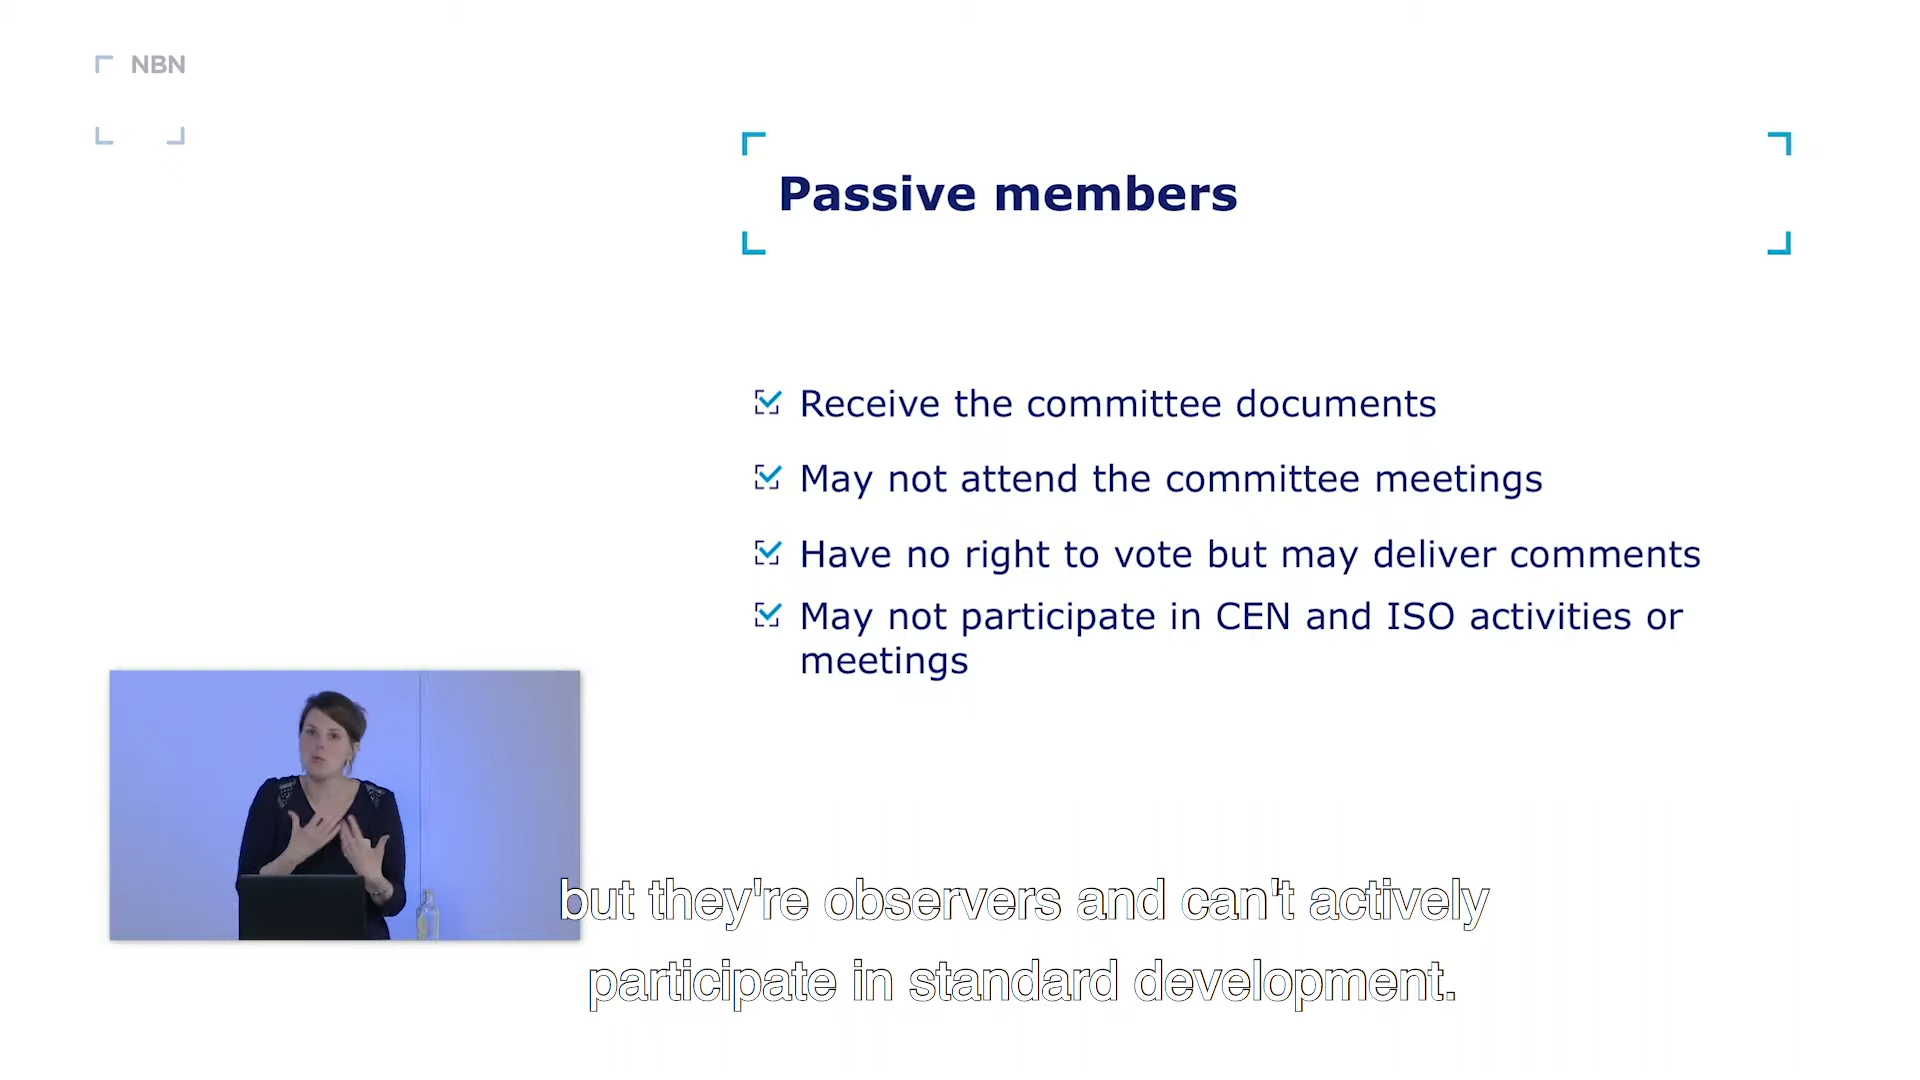 NBN
Passive members
Receive the committee documents
May not attend the committee meetings
Have no right to vote but may deliver comments
May not participate in CEN and ISO activities or
meetings
but they're observers and can't actively
participate in standard development.